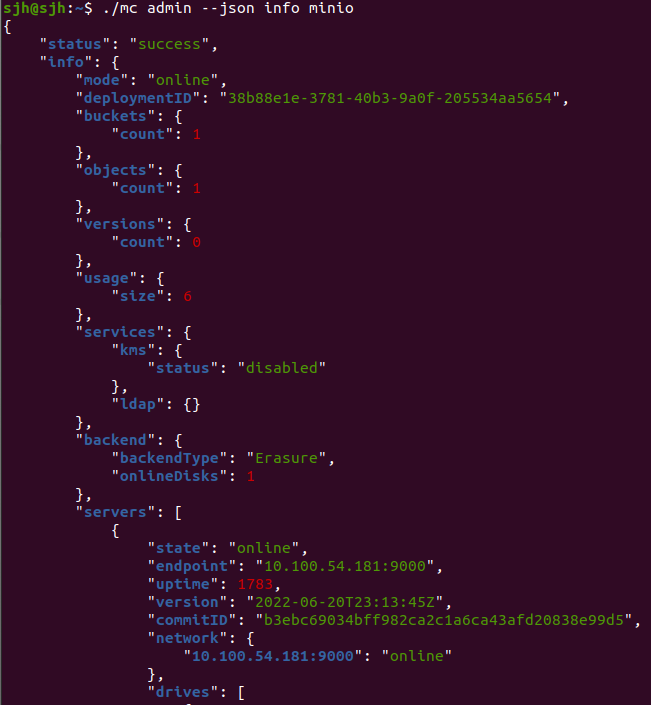 sjh@sjh:~$ ./mc admin --json info minio
{
    "status": "success",
    "info": {
        "mode": "online",
        "deploymentID": "38b88e1e-3781-40b3-9a0f-205534aa5654",
        "buckets": {
            "count": 1
        },
        "objects": {
            "count": 1
        },
        "versions": {
            "count": 0
        },
        "usage": {
            "size": 6
        },
        "services": {
            "kms": {
                "status": "disabled"
            },
            "ldap": {}
        },
        "backend": {
            "backendType": "Erasure",
            "onlineDisks": 1
        },
        "servers": [
            {
                "state": "online",
                "endpoint": "10.100.54.181:9000",
                "uptime": 1783,
                "version": "2022-06-20T23:13:45Z",
                "commitID": "b3ebc69034bff982ca2c1a6ca43afd20838e99d5",
                "network": {
                    "10.100.54.181:9000": "online"
                },
                "drives": [